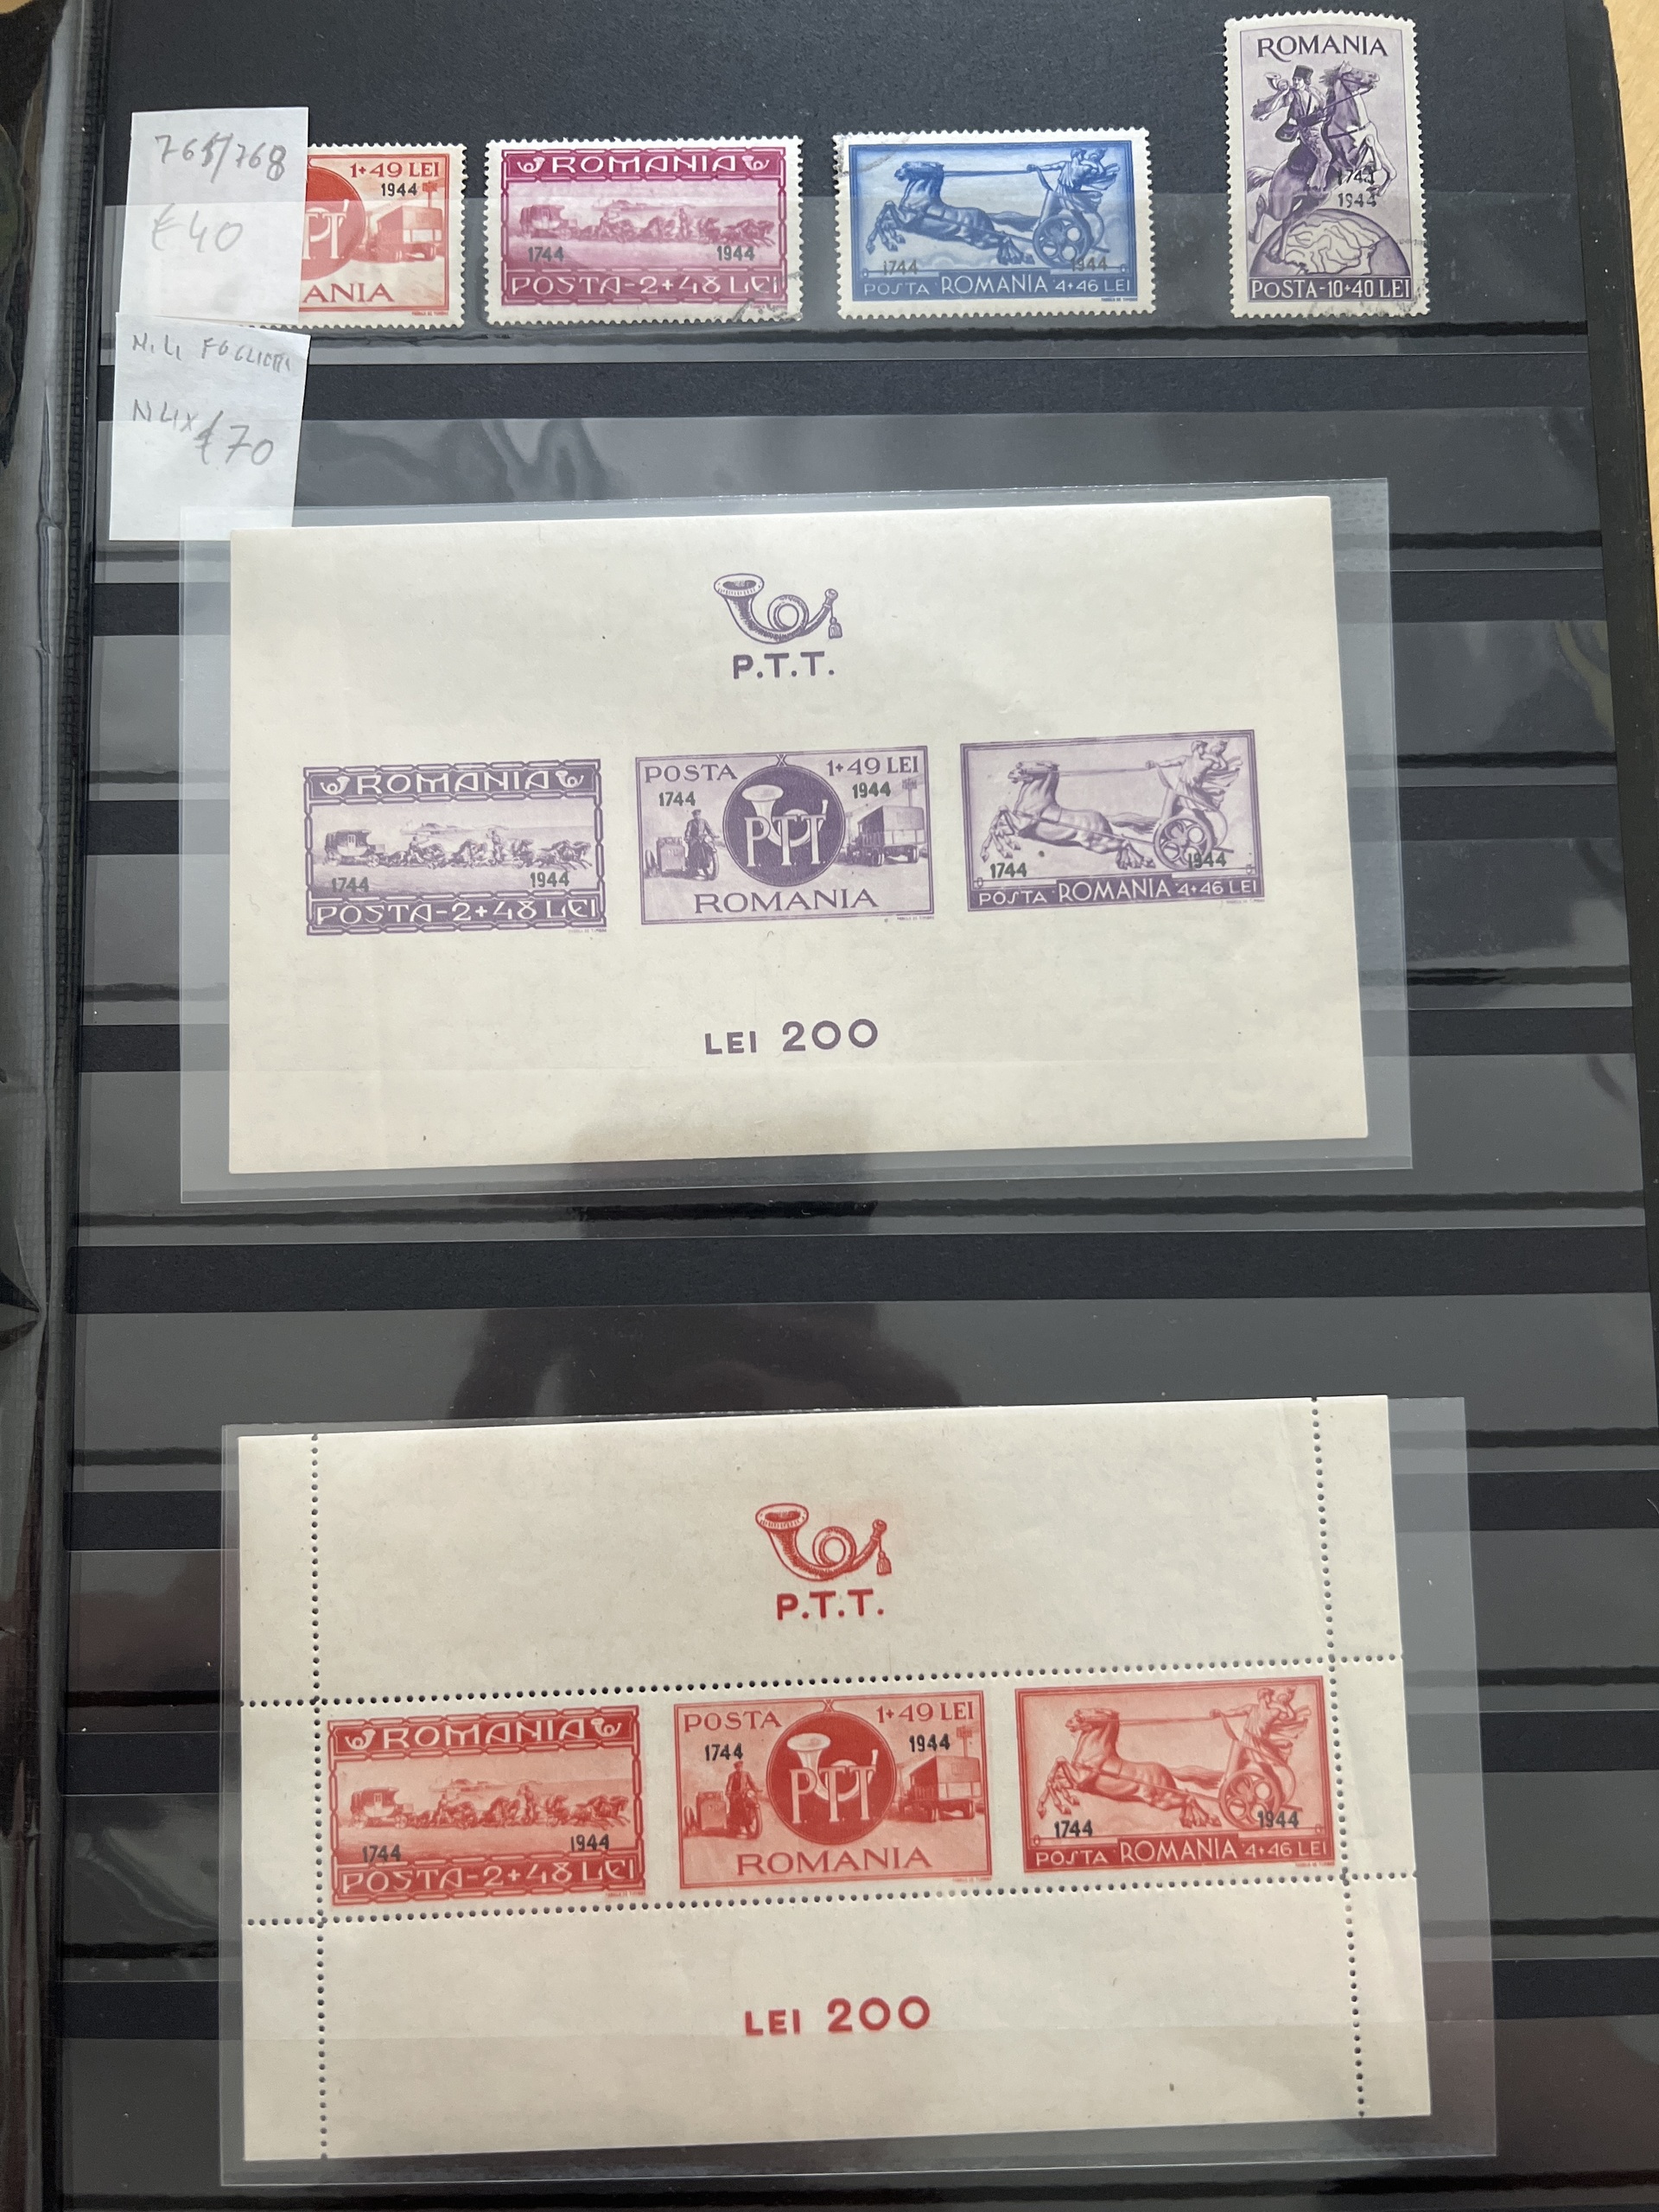 765/768
€40
N. 4 FOGLIETTI
€70
1+49 LEI
1944
ANIA
ROMANIA
1744 1944
POSTA-2+48 LEI
1744 1944
POSTA ROMANIA 4+46 LEI
ROMANIA
1744
1944
POSTA-10+40 LEI
P.T.T.
ROMANIA
1744 1944
POSTA-2+48 LEI
POSTA 1+49 LEI
1744 1944
PTT
ROMANIA
1744 1944
POSTA ROMANIA 4+46 LEI
LEI 200
P.T.T.
ROMANIA
1744 1944
POSTA-2+48 LEI
POSTA 1+49 LEI
1744 1944
PTT
ROMANIA
1744 1944
POSTA ROMANIA 4+46 LEI
LEI 200